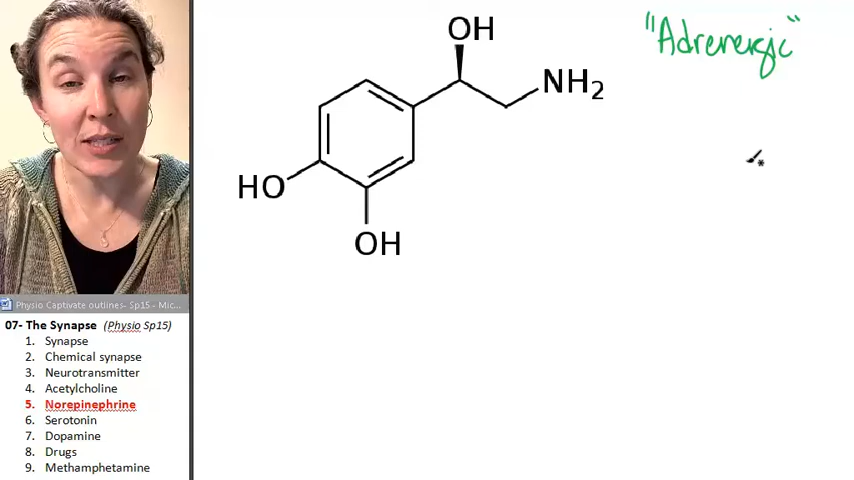 OH
"Adrenergic"
NH2
HO
OH
Physio Captivate outlines- Sp15 - Mic...
07- The Synapse (Physio Sp15)
1. Synapse
2. Chemical synapse
3. Neurotransmitter
4. Acetylcholine
5. Norepinephrine
6. Serotonin
7. Dopamine
8. Drugs
9. Methamphetamine